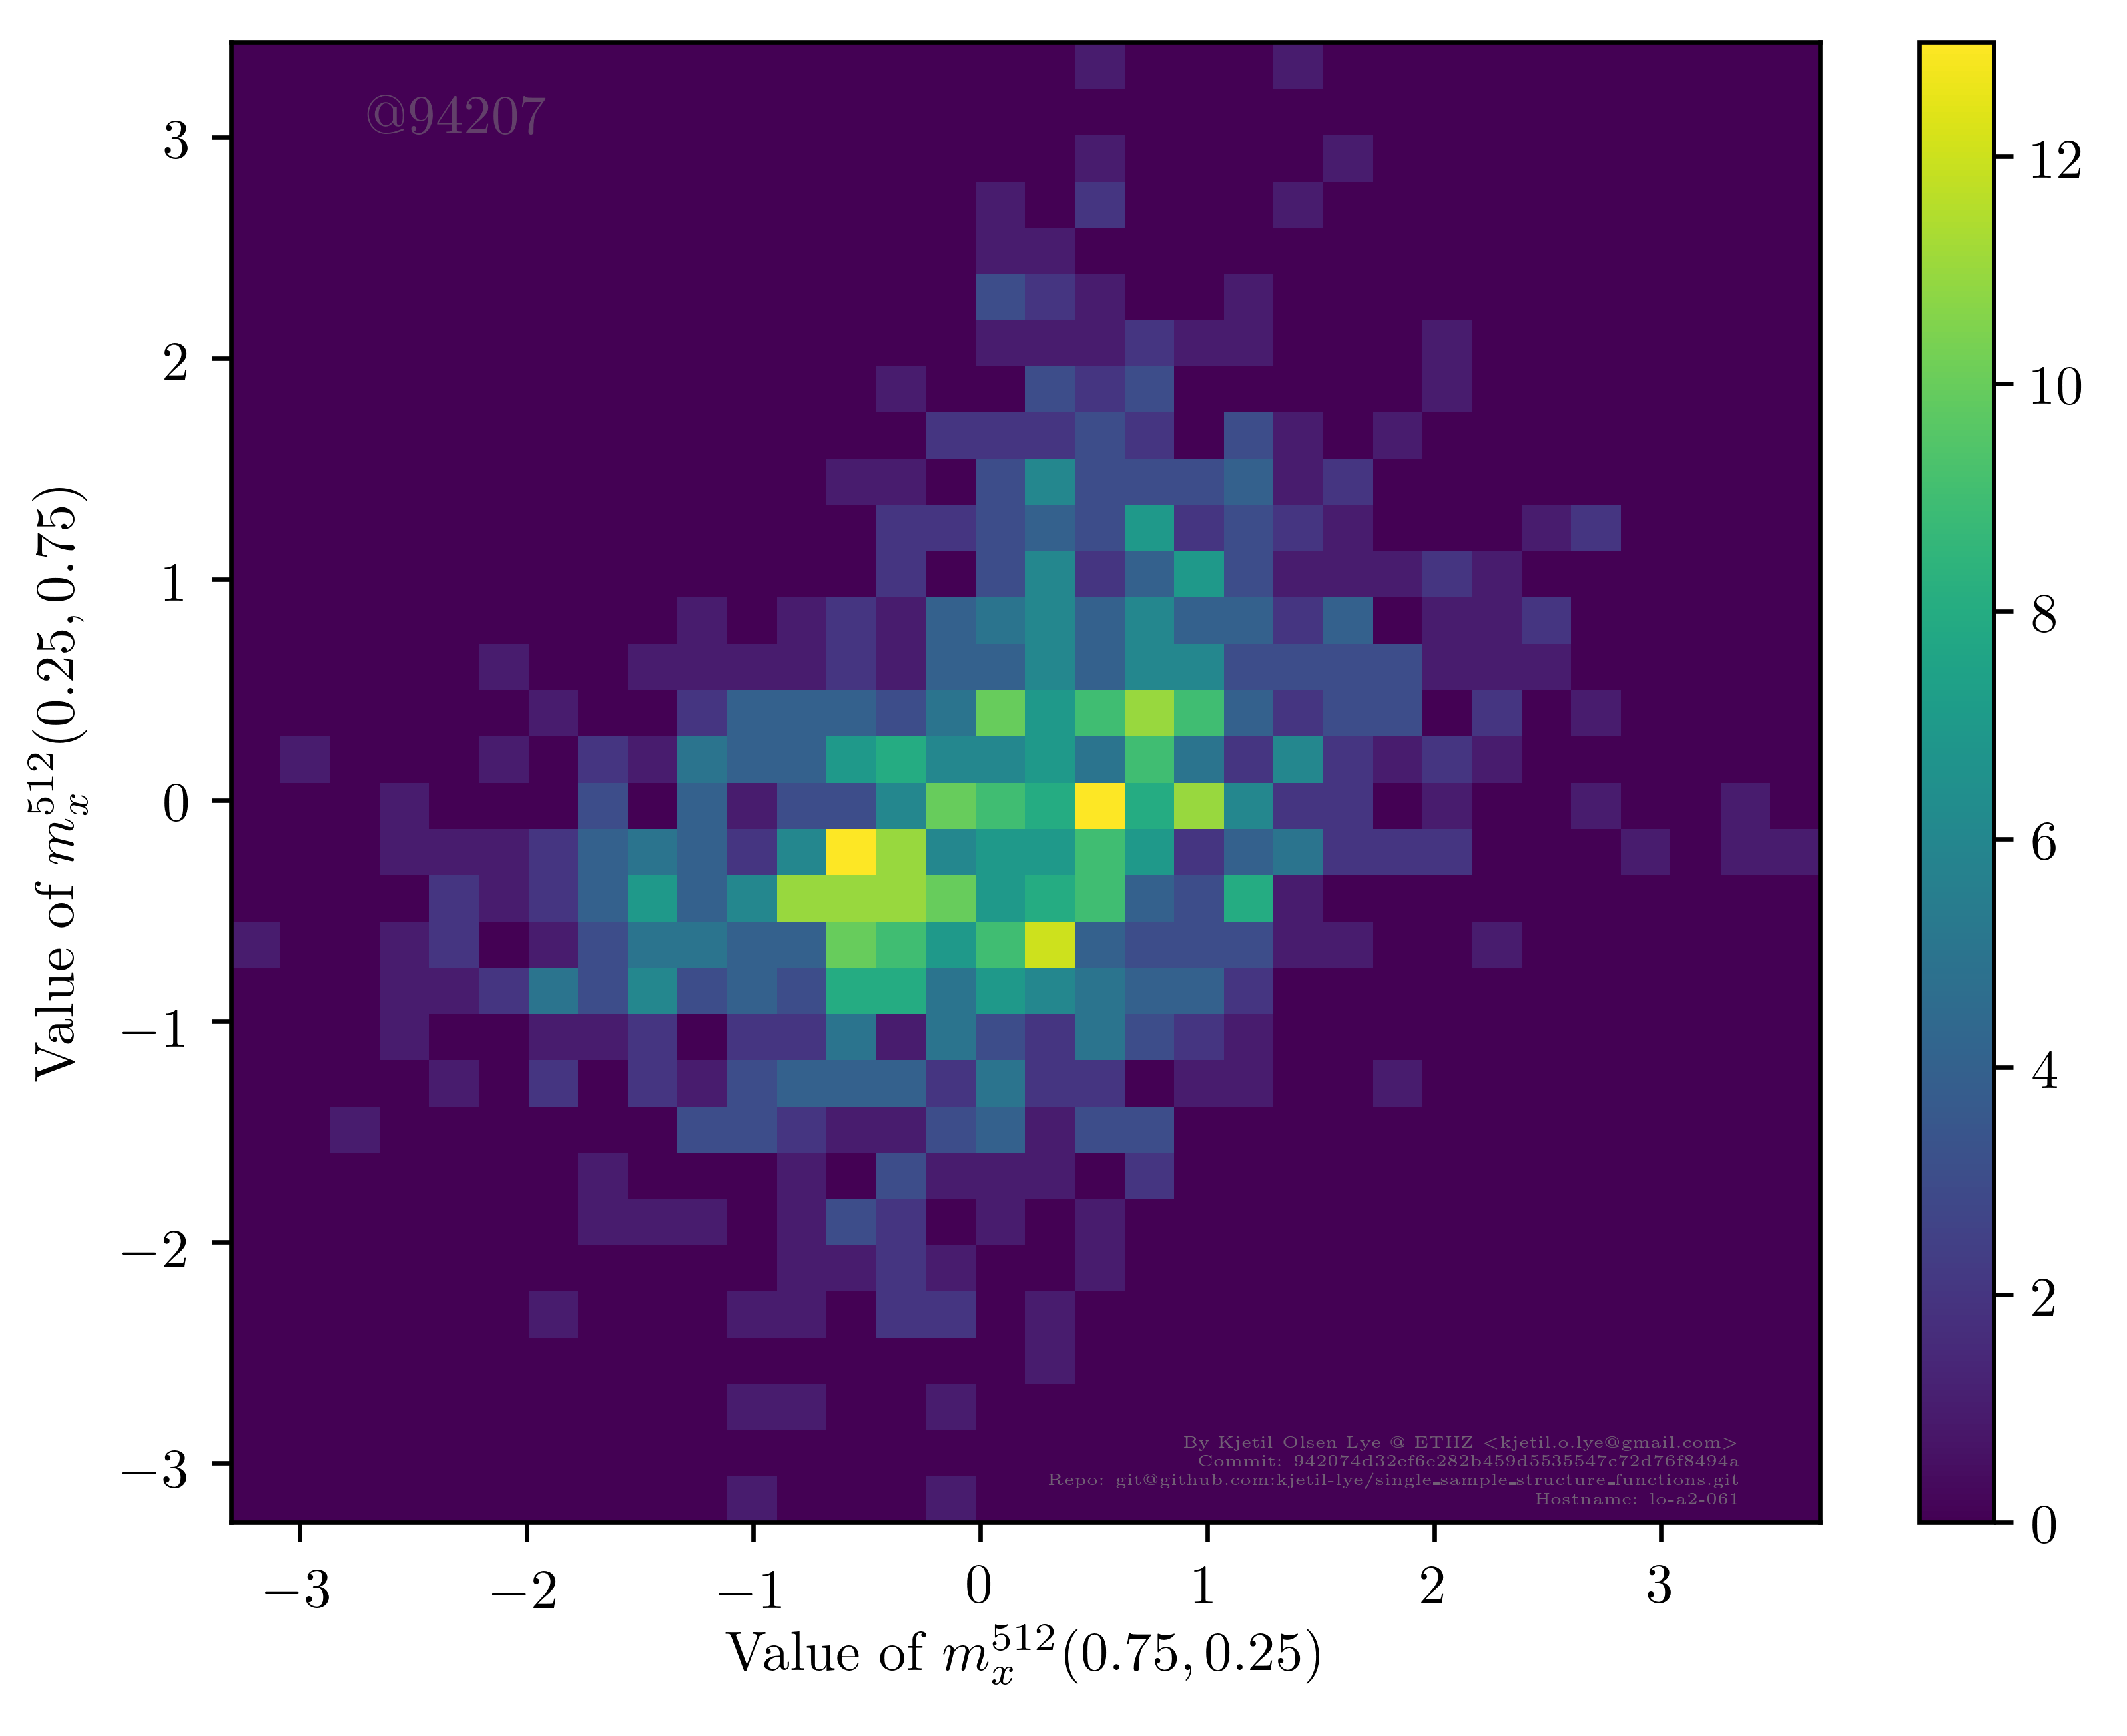 @94207
3
2
1
0
−1
−2
−3
Value of $m_x^{512}(0.25, 0.75)$
By Kjetil Olsen Lye @ ETHZ <kjetil.o.lye@gmail.com>
Commit: 942074d32ef6e282b459d5535547c72d76f8494a
Repo: git@github.com:kjetil-lye/single_sample_structure_functions.git
Hostname: lo-a2-061
−3 −2 −1 0 1 2 3
Value of $m_x^{512}(0.75, 0.25)$
12
10
8
6
4
2
0